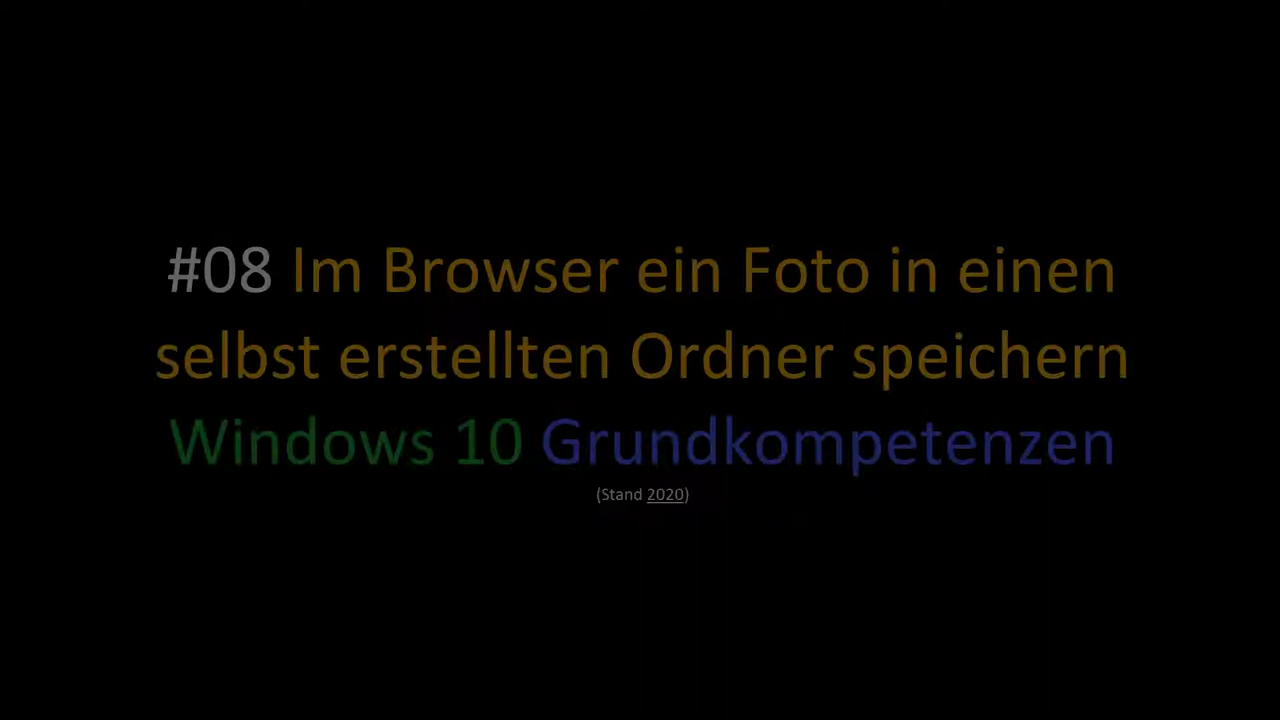 #08 Im Browser ein Foto in einen
selbst erstellten Ordner speichern
Windows 10 Grundkompetenzen
(Stand 2020)